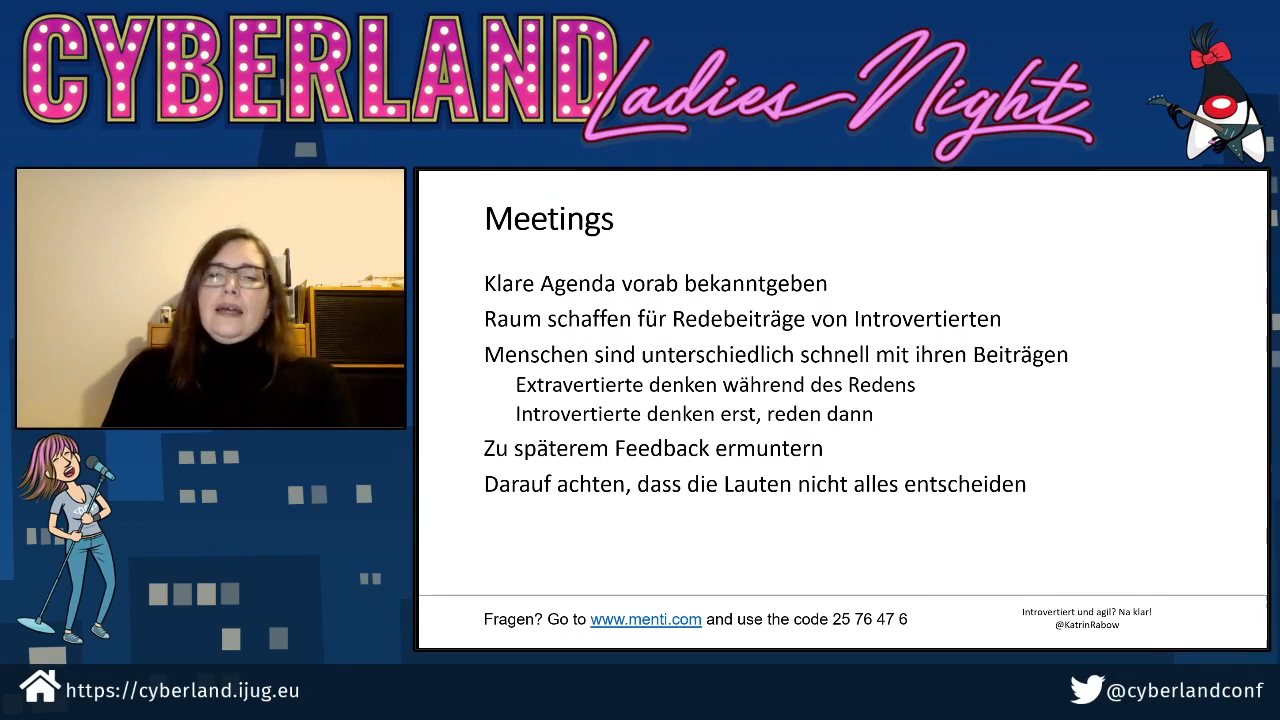 CYBERLAND Ladies Night
Meetings
Klare Agenda vorab bekanntgeben
Raum schaffen für Redebeiträge von Introvertierten
Menschen sind unterschiedlich schnell mit ihren Beiträgen
Extravertierte denken während des Redens
Introvertierte denken erst, reden dann
Zu späterem Feedback ermuntern
Darauf achten, dass die Lauten nicht alles entscheiden
Fragen? Go to www.menti.com and use the code 25 76 47 6
Introvertiert und agil? Na klar!
@KatrinRabow
https://cyberland.ijug.eu
@cyberlandconf